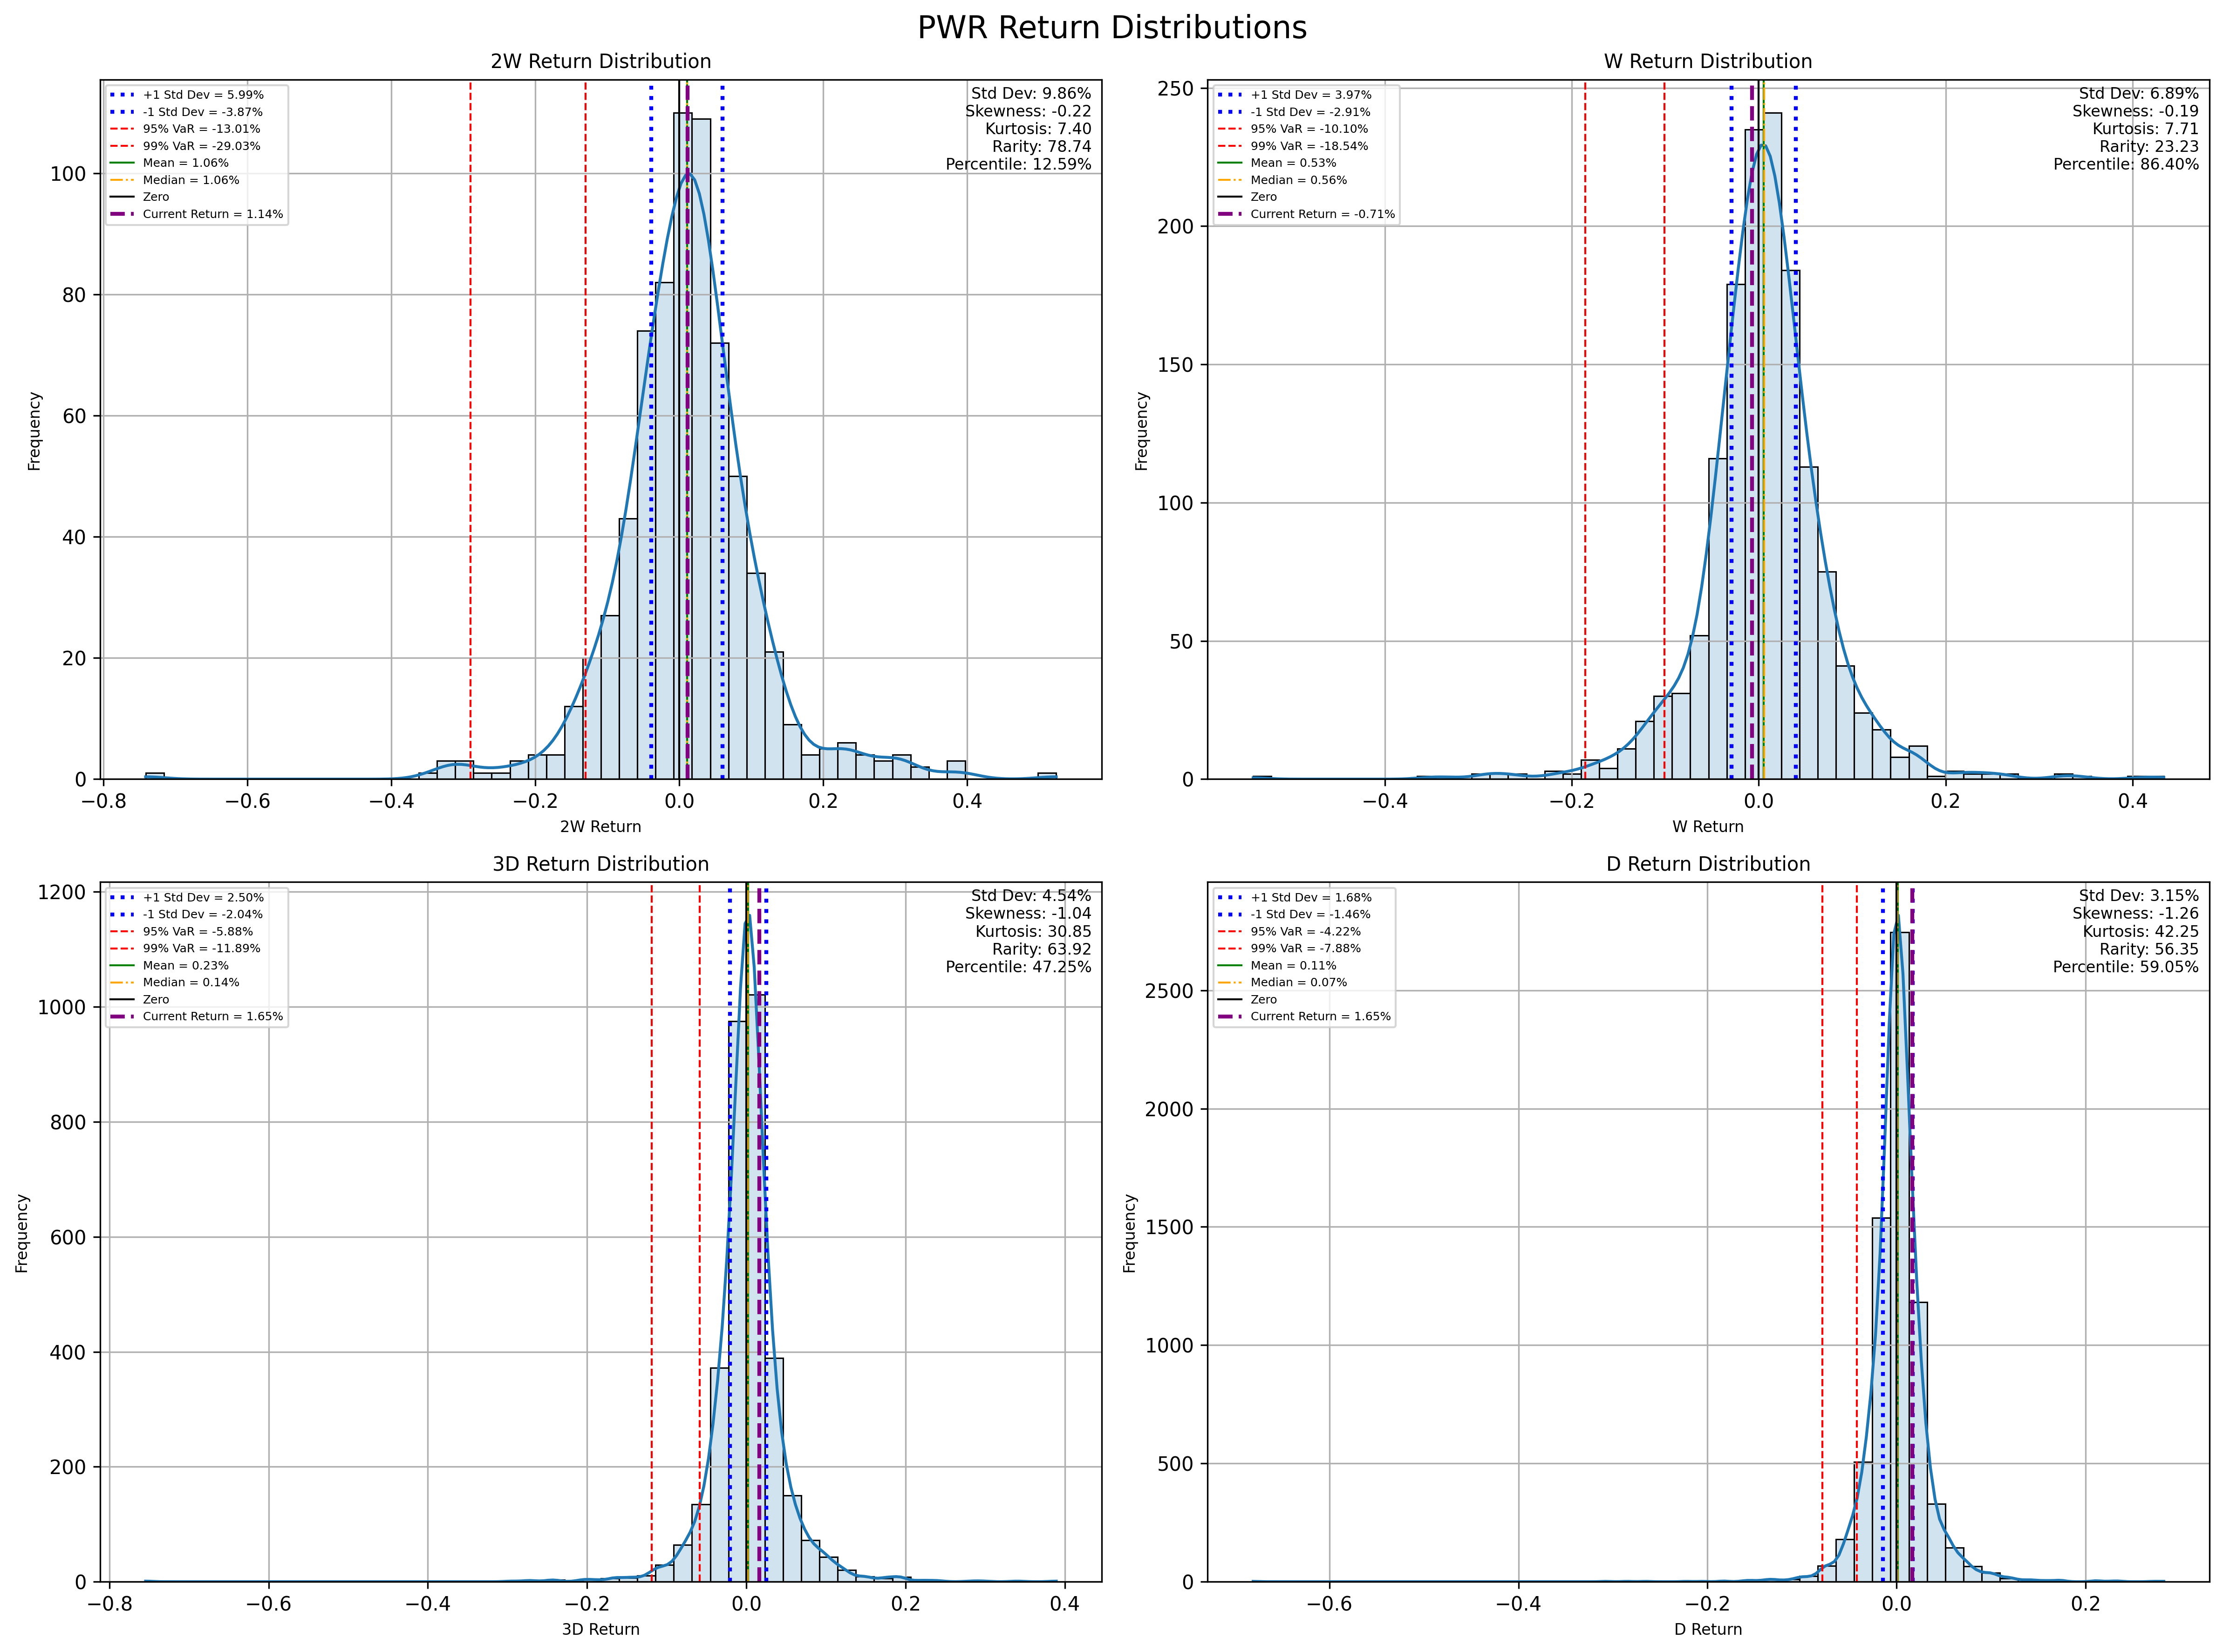 PWR Return Distributions
2W Return Distribution
+1 Std Dev = 5.99%
-1 Std Dev = -3.87%
95% VaR = -13.01%
99% VaR = -29.03%
Mean = 1.06%
Median = 1.06%
Zero
Current Return = 1.14%
Std Dev: 9.86%
Skewness: -0.22
Kurtosis: 7.40
Rarity: 78.74
Percentile: 12.59%
Frequency
100
80
60
40
20
0
−0.8 −0.6 −0.4 −0.2 0.0 0.2 0.4
2W Return
W Return Distribution
+1 Std Dev = 3.97%
-1 Std Dev = -2.91%
95% VaR = -10.10%
99% VaR = -18.54%
Mean = 0.53%
Median = 0.56%
Zero
Current Return = -0.71%
Std Dev: 6.89%
Skewness: -0.19
Kurtosis: 7.71
Rarity: 23.23
Percentile: 86.40%
Frequency
250
200
150
100
50
0
−0.4 −0.2 0.0 0.2 0.4
W Return
3D Return Distribution
+1 Std Dev = 2.50%
-1 Std Dev = -2.04%
95% VaR = -5.88%
99% VaR = -11.89%
Mean = 0.23%
Median = 0.14%
Zero
Current Return = 1.65%
Std Dev: 4.54%
Skewness: -1.04
Kurtosis: 30.85
Rarity: 63.92
Percentile: 47.25%
Frequency
1200
1000
800
600
400
200
0
−0.8 −0.6 −0.4 −0.2 0.0 0.2 0.4
3D Return
D Return Distribution
+1 Std Dev = 1.68%
-1 Std Dev = -1.46%
95% VaR = -4.22%
99% VaR = -7.88%
Mean = 0.11%
Median = 0.07%
Zero
Current Return = 1.65%
Std Dev: 3.15%
Skewness: -1.26
Kurtosis: 42.25
Rarity: 56.35
Percentile: 59.05%
Frequency
2500
2000
1500
1000
500
0
−0.6 −0.4 −0.2 0.0 0.2
D Return